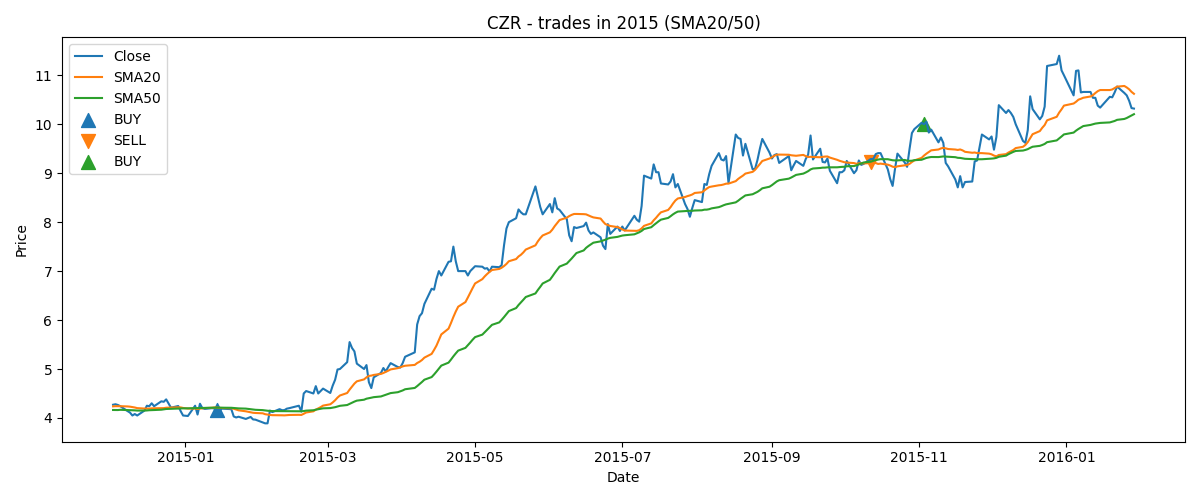 CZR - trades in 2015 (SMA20/50)
Close
SMA20
SMA50
BUY
SELL
BUY
Price
11
10
9
8
7
6
5
4
2015-01
2015-03
2015-05
2015-07
2015-09
2015-11
2016-01
Date